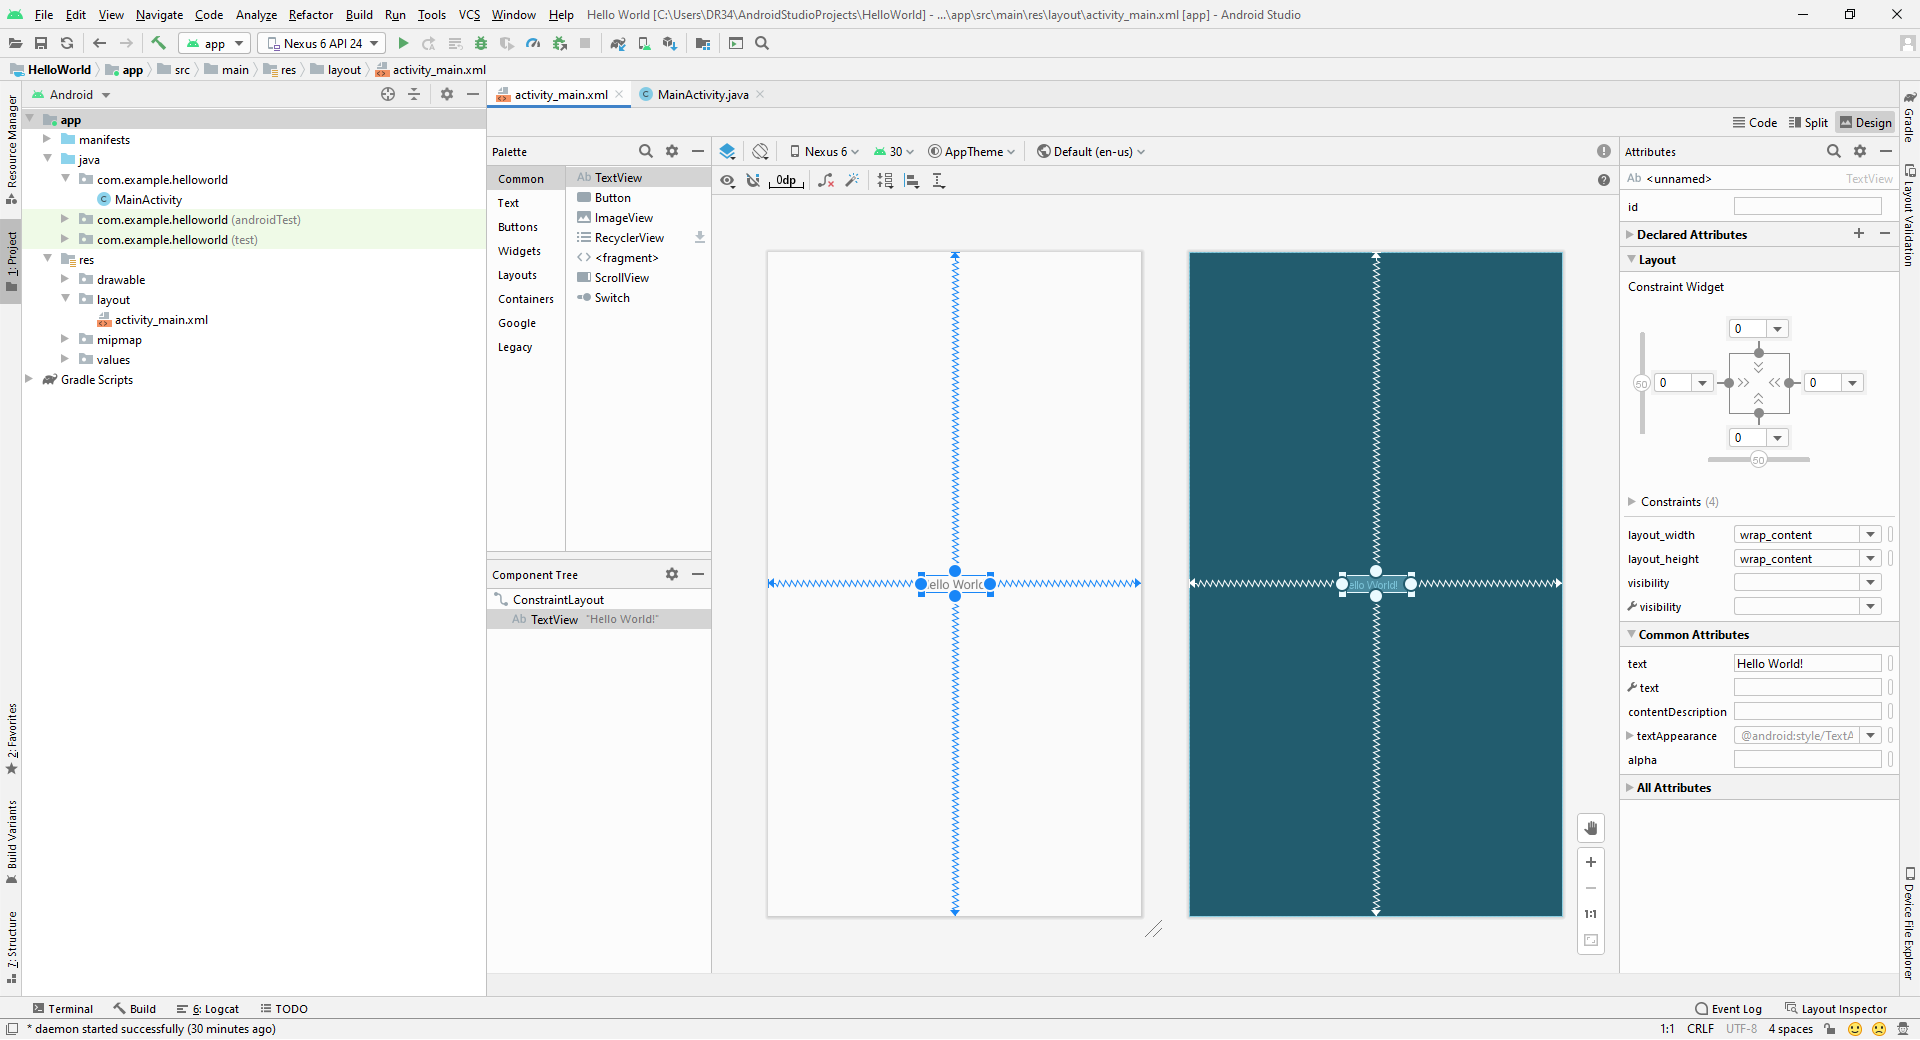 File Edit View Navigate Code Analyze Refactor Build Run Tools VCS Window Help Hello World [C:\Users\DR34\AndroidStudioProjects\HelloWorld] - ...\app\src\main\res\layout\activity_main.xml [app] - Android Studio
app Nexus 6 API 24
HelloWorld app src main res layout activity_main.xml
Resource Manager
1: Project
2: Favorites
Build Variants
7: Structure
Android
app
manifests
java
com.example.helloworld
MainActivity
com.example.helloworld (androidTest)
com.example.helloworld (test)
res
drawable
layout
activity_main.xml
mipmap
values
Gradle Scripts
activity_main.xml MainActivity.java
Code Split Design
Palette
Common
Text
Buttons
Widgets
Layouts
Containers
Google
Legacy
Ab TextView
Button
ImageView
RecyclerView
<fragment>
ScrollView
Switch
Component Tree
ConstraintLayout
Ab TextView "Hello World!"
Nexus 6 30 AppTheme Default (en-us)
0dp
ello Worl
allo World!
1:1
Attributes
Ab <unnamed> TextView
id
Declared Attributes
Layout
Constraint Widget
0
50 0 0
0
50
Constraints (4)
layout_width wrap_content
layout_height wrap_content
visibility
visibility
Common Attributes
text Hello World!
text
contentDescription
textAppearance @android:style/TextA
alpha
All Attributes
Gradle
Layout Validation
Device File Explorer
Terminal Build 6: Logcat TODO Event Log Layout Inspector
* daemon started successfully (30 minutes ago) 1:1 CRLF UTF-8 4 spaces